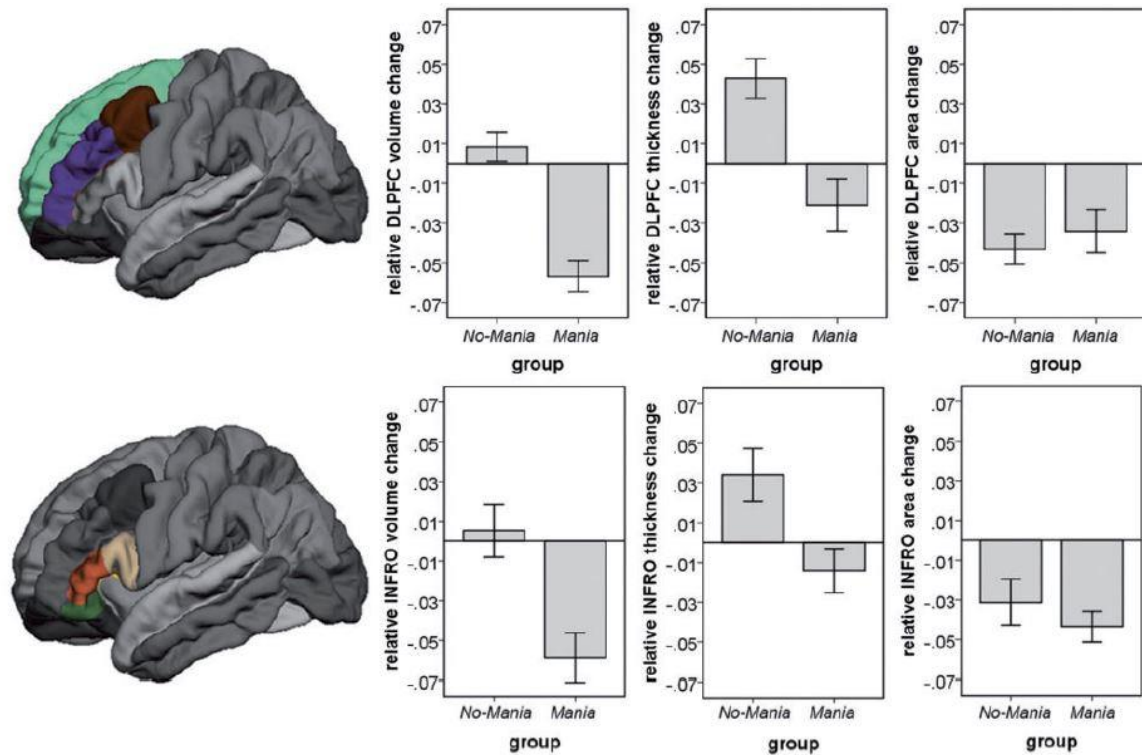 relative DLPFC volume change
.07
.05
.03
.01
-.01
-.03
-.05
-.07
No-Mania Mania
group
relative DLPFC thickness change
.07
.05
.03
.01
-.01
-.03
-.05
-.07
No-Mania Mania
group
relative DLPFC area change
.07
.05
.03
.01
-.01
-.03
-.05
-.07
No-Mania Mania
group
relative INFRO volume change
.07
.05
.03
.01
-.01
-.03
-.05
-.07
No-Mania Mania
group
relative INFRO thickness change
.07
.05
.03
.01
-.01
-.03
-.05
-.07
No-Mania Mania
group
relative INFRO area change
.07
.05
.03
.01
-.01
-.03
-.05
-.07
No-Mania Mania
group